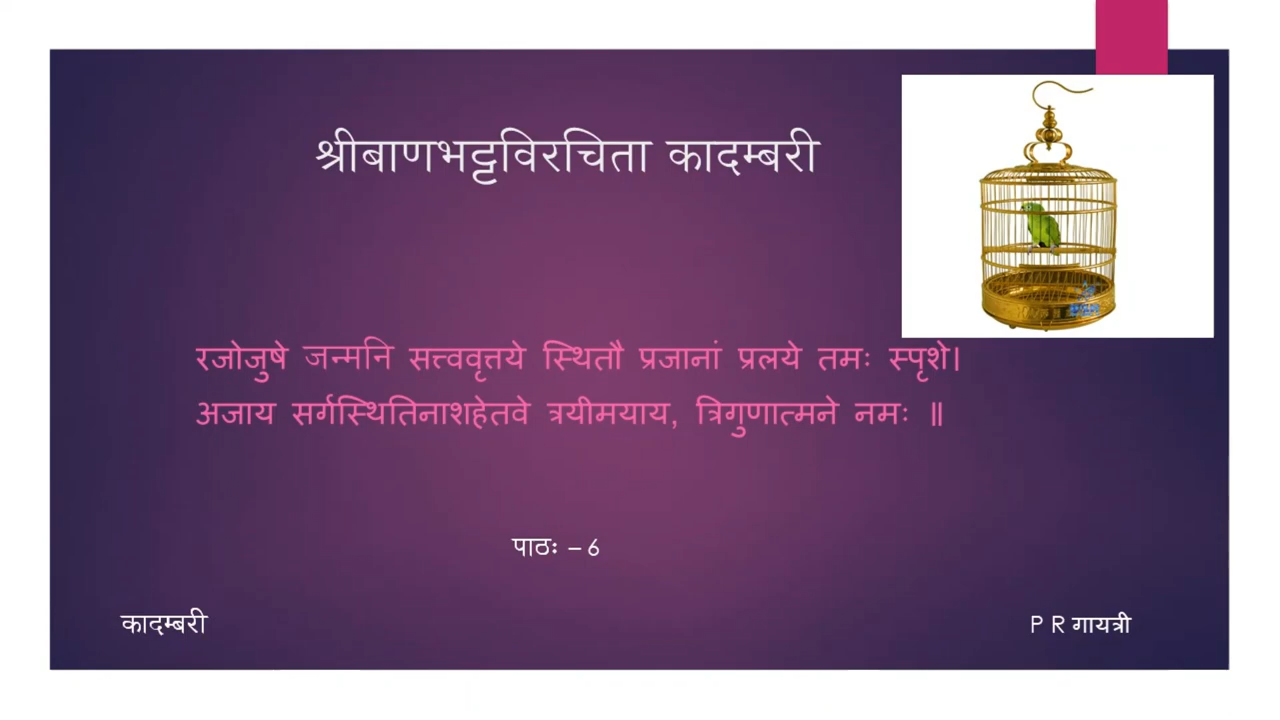 श्रीबाणभट्टविरचिता कादम्बरी
रजोजुषे जन्मनि सत्त्ववृत्तये स्थितौ प्रजानां प्रलये तमः स्पृशे।
अजाय सर्गस्थितिनाशहेतवे त्रयीमयाय, त्रिगुणात्मने नमः ॥
पाठः – 6
कादम्बरी
P R गायत्री